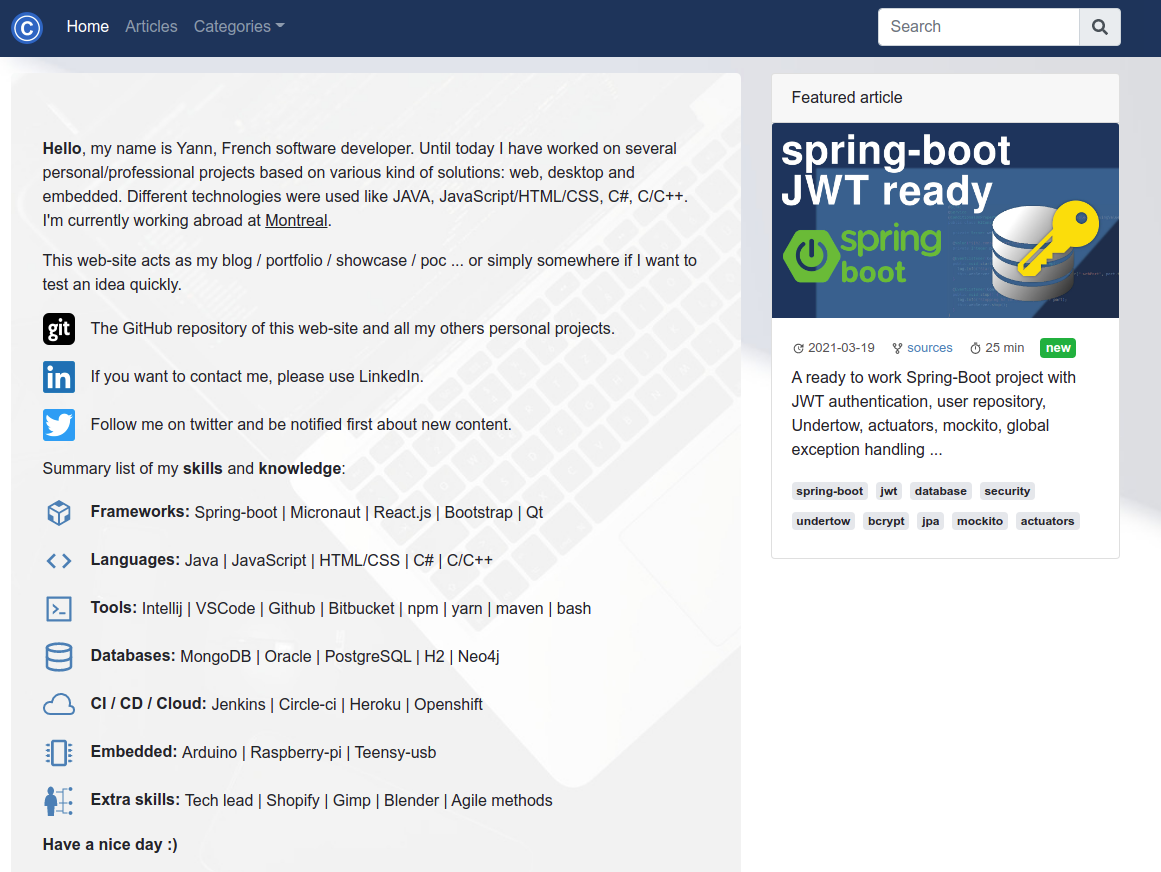 C Home Articles Categories Search
Hello, my name is Yann, French software developer. Until today I have worked on several
personal/professional projects based on various kind of solutions: web, desktop and
embedded. Different technologies were used like JAVA, JavaScript/HTML/CSS, C#, C/C++.
I'm currently working abroad at Montreal.
This web-site acts as my blog / portfolio / showcase / poc ... or simply somewhere if I want to
test an idea quickly.
git The GitHub repository of this web-site and all my others personal projects.
in If you want to contact me, please use LinkedIn.
Follow me on twitter and be notified first about new content.
Summary list of my skills and knowledge:
Frameworks: Spring-boot | Micronaut | React.js | Bootstrap | Qt
Languages: Java | JavaScript | HTML/CSS | C# | C/C++
Tools: Intellij | VSCode | Github | Bitbucket | npm | yarn | maven | bash
Databases: MongoDB | Oracle | PostgreSQL | H2 | Neo4j
CI / CD / Cloud: Jenkins | Circle-ci | Heroku | Openshift
Embedded: Arduino | Raspberry-pi | Teensy-usb
Extra skills: Tech lead | Shopify | Gimp | Blender | Agile methods
Have a nice day :)
Featured article
spring-boot
JWT ready
spring
boot
2021-03-19 sources 25 min new
A ready to work Spring-Boot project with
JWT authentication, user repository,
Undertow, actuators, mockito, global
exception handling ...
spring-boot jwt database security
undertow bcrypt jpa mockito actuators